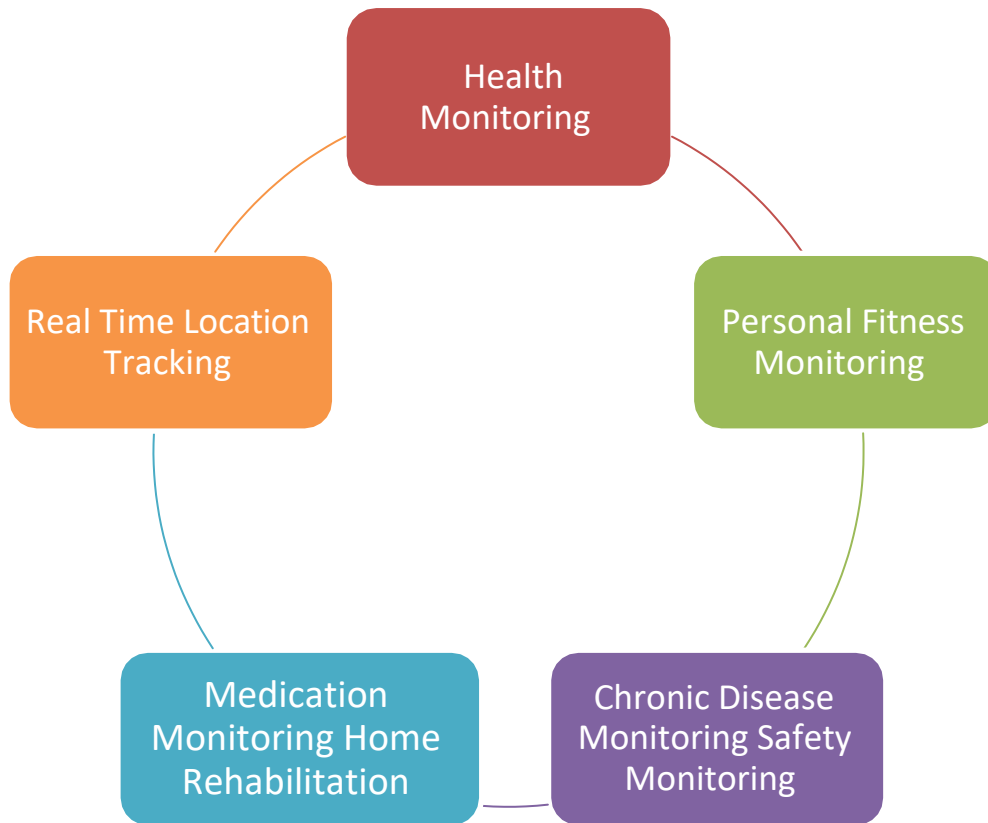 Health
Monitoring
Real Time Location
Tracking
Personal Fitness
Monitoring
Medication
Monitoring Home
Rehabilitation
Chronic Disease
Monitoring Safety
Monitoring